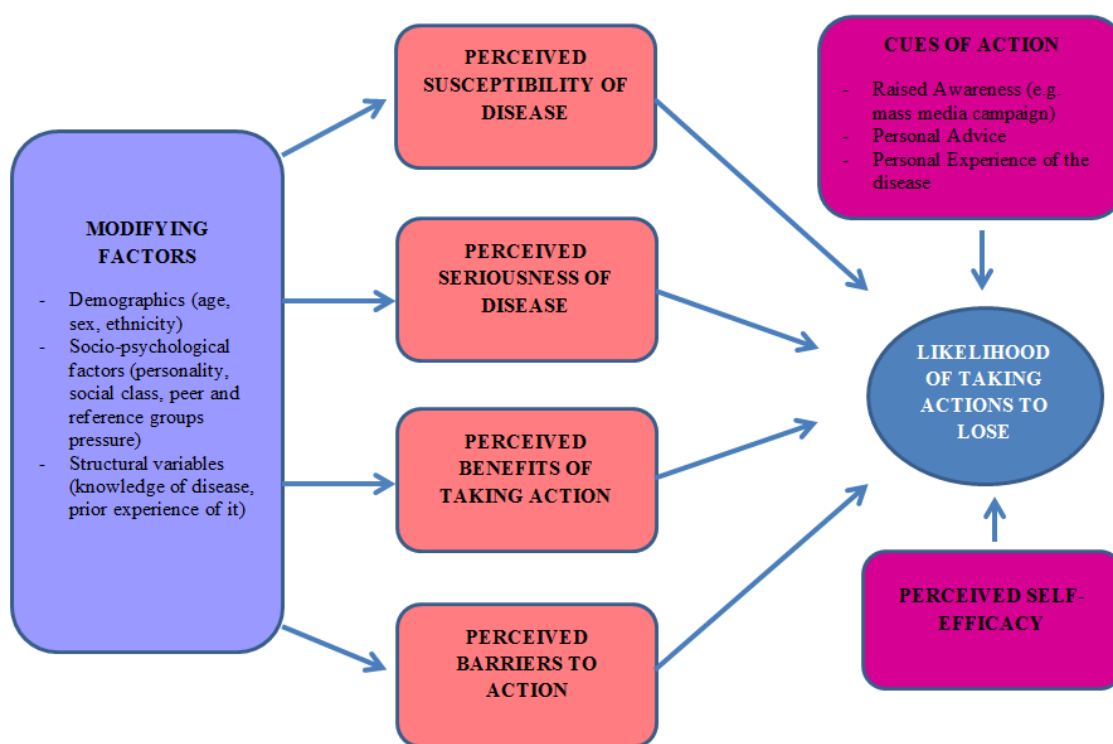 MODIFYING
FACTORS
- Demographics (age,
sex, ethnicity)
- Socio-psychological
factors (personality,
social class, peer and
reference groups
pressure)
- Structural variables
(knowledge of disease,
prior experience of it)
PERCEIVED
SUSCEPTIBILITY OF
DISEASE
PERCEIVED
SERIOUSNESS OF
DISEASE
PERCEIVED
BENEFITS OF
TAKING ACTION
PERCEIVED
BARRIERS TO
ACTION
CUES OF ACTION
- Raised Awareness (e.g.
mass media campaign)
- Personal Advice
- Personal Experience of the
disease
LIKELIHOOD
OF TAKING
ACTIONS TO
LOSE
PERCEIVED SELF-
EFFICACY